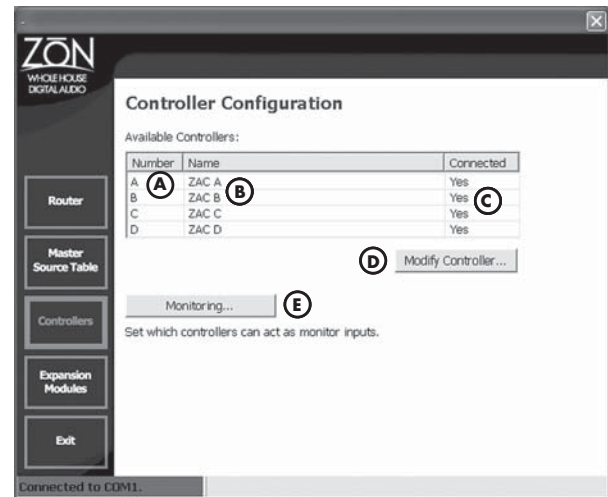 ZŌN
WHOLE HOUSE
DIGITAL AUDIO
Controller Configuration
Available Controllers:
Number Name Connected
A A ZAC A Yes
B ZAC B B Yes C
C ZAC C Yes
D ZAC D Yes
D Modify Controller...
Monitoring... E
Set which controllers can act as monitor inputs.
Router
Master
Source Table
Controllers
Expansion
Modules
Exit
Connected to COM1.